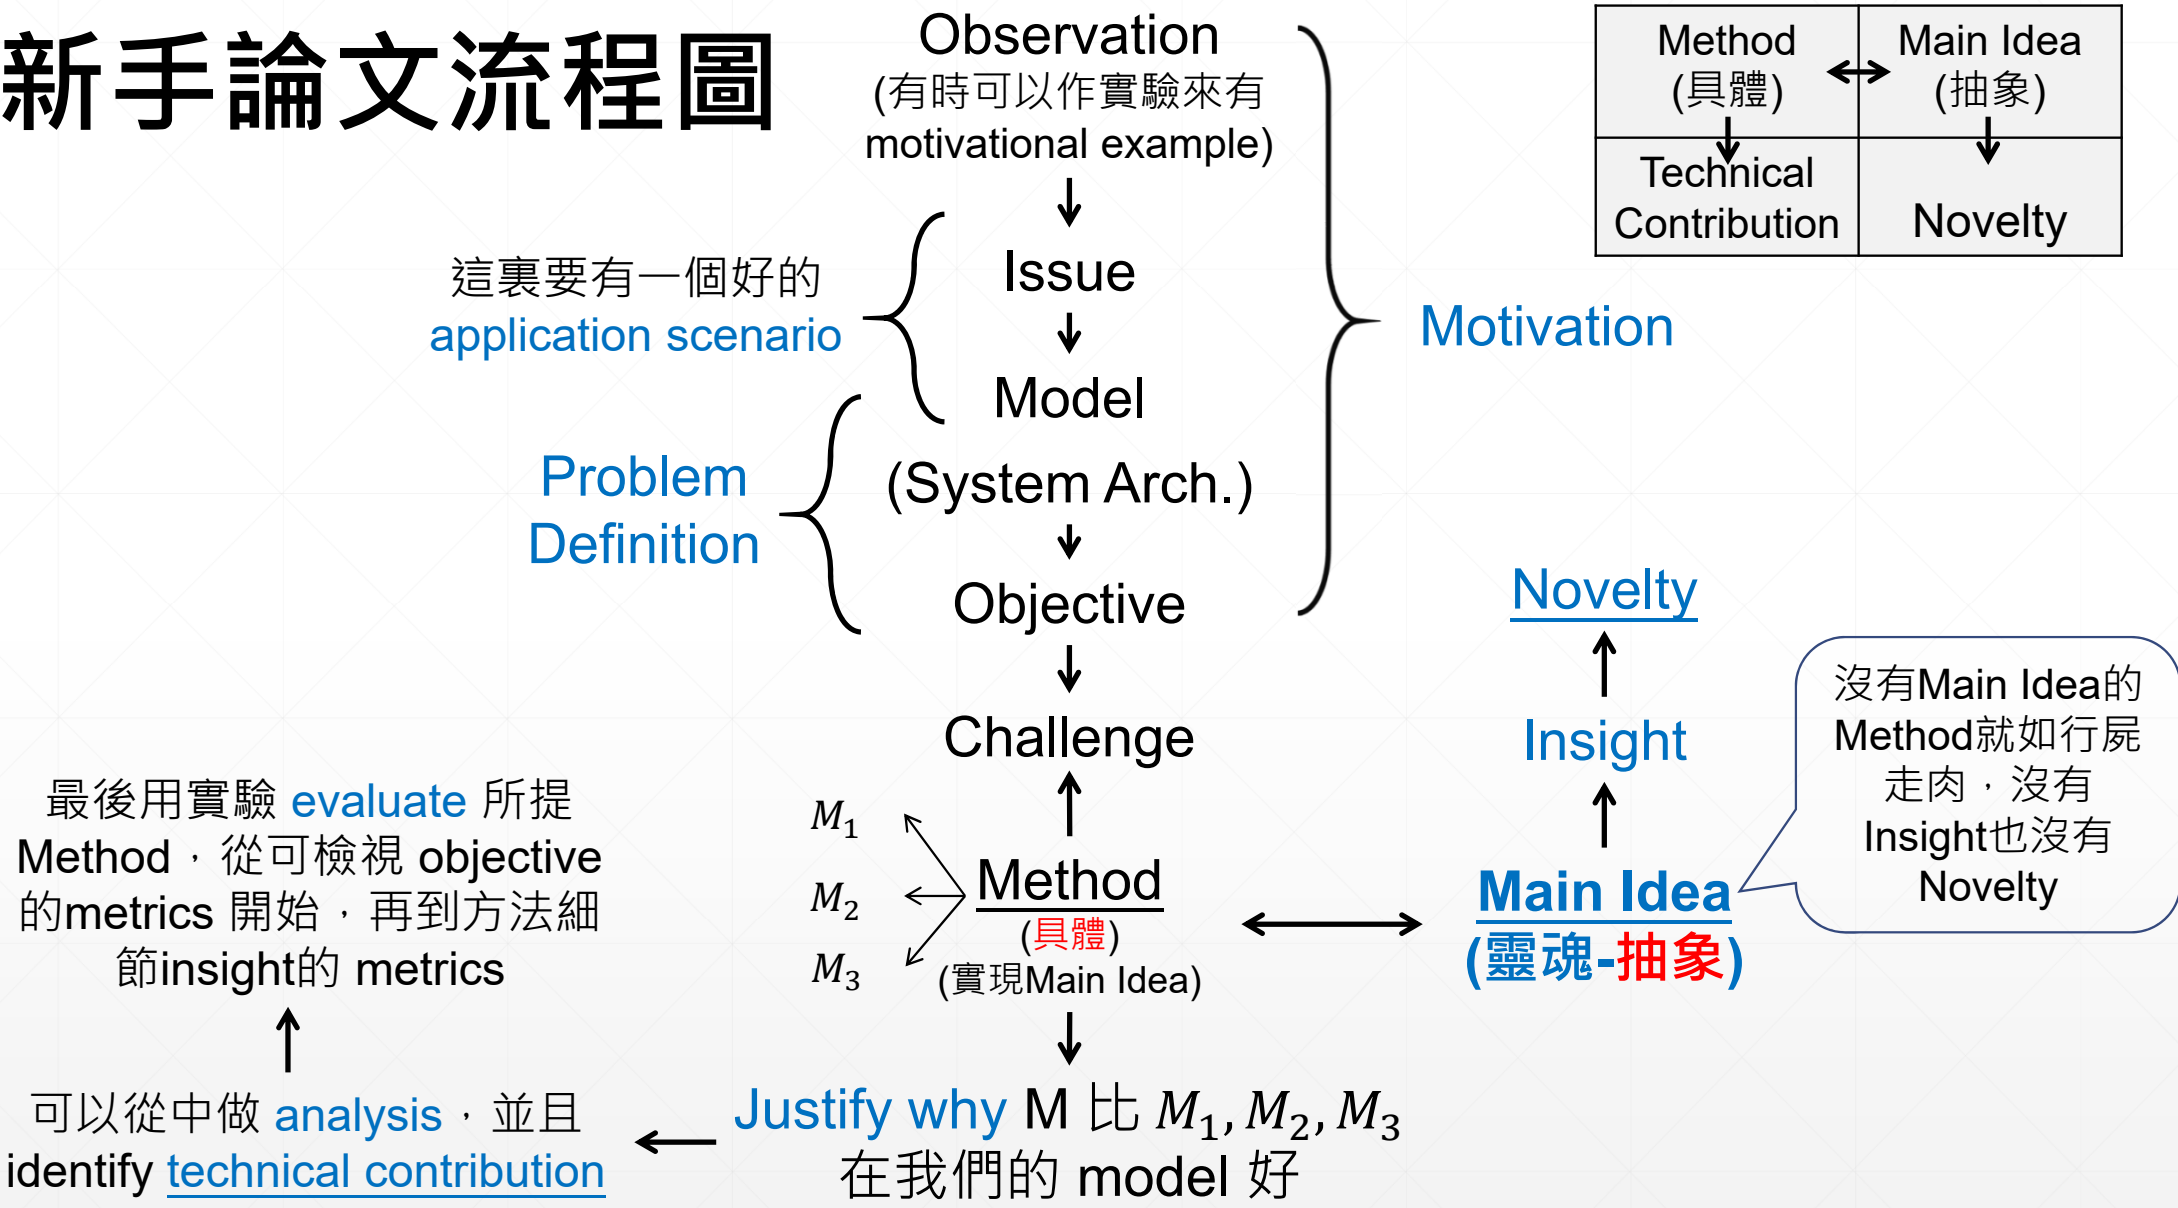 新手論文流程圖
Observation
(有時可以作實驗來有
motivational example)
Method
(具體)
Main Idea
(抽象)
Technical
Contribution
Novelty
這裏要有一個好的
application scenario
Issue
Model
(System Arch.)
Objective
Motivation
Problem
Definition
Challenge
Novelty
Insight
Main Idea
(靈魂-抽象)
沒有Main Idea的
Method就如行屍
走肉，沒有
Insight也沒有
Novelty
M₁
M₂
M₃
Method
(具體)
(實現Main Idea)
Justify why M 比 M₁, M₂, M₃
在我們的 model 好
可以從中做 analysis，並且
identify technical contribution
最後用實驗 evaluate 所提
Method，從可檢視 objective
的metrics 開始，再到方法細
節insight的 metrics